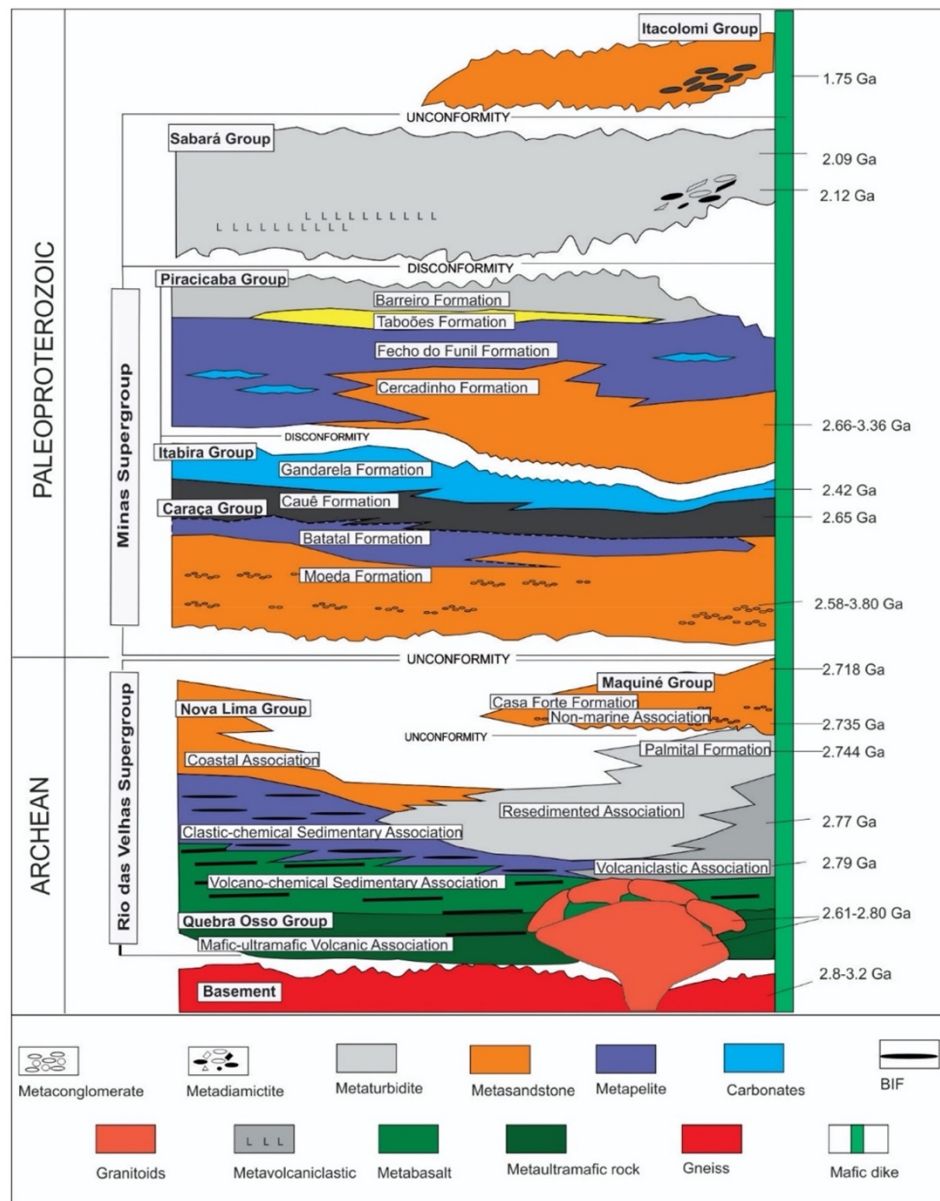 Itacolomi Group
1.75 Ga
UNCONFORMITY
Sabará Group
2.09 Ga
2.12 Ga
L L L L L L L L L L
L L L L L L L L L
PALEOPROTEROZOIC
Minas Supergroup
DISCONFORMITY
Piracicaba Group
Barreiro Formation
Taboões Formation
Fecho do Funil Formation
Cercadinho Formation
2.66-3.36 Ga
DISCONFORMITY
Itabira Group
Gandarela Formation
2.42 Ga
Cauê Formation
Caraça Group
2.65 Ga
Batatal Formation
Moeda Formation
2.58-3.80 Ga
UNCONFORMITY
ARCHEAN
Rio das Velhas Supergroup
2.718 Ga
Maquiné Group
Casa Forte Formation
Nova Lima Group
Non-marine Association
2.735 Ga
UNCONFORMITY
Palmital Formation
2.744 Ga
Coastal Association
Resedimented Association
2.77 Ga
Clastic-chemical Sedimentary Association
2.79 Ga
Volcaniclastic Association
Volcano-chemical Sedimentary Association
2.61-2.80 Ga
Quebra Osso Group
Mafic-ultramafic Volcanic Association
2.8-3.2 Ga
Basement
Metaconglomerate
Metadiamictite
Metaturbidite
Metasandstone
Metapelite
Carbonates
BIF
L L L
Granitoids
Metavolcaniclastic
Metabasalt
Metaultramafic rock
Gneiss
Mafic dike